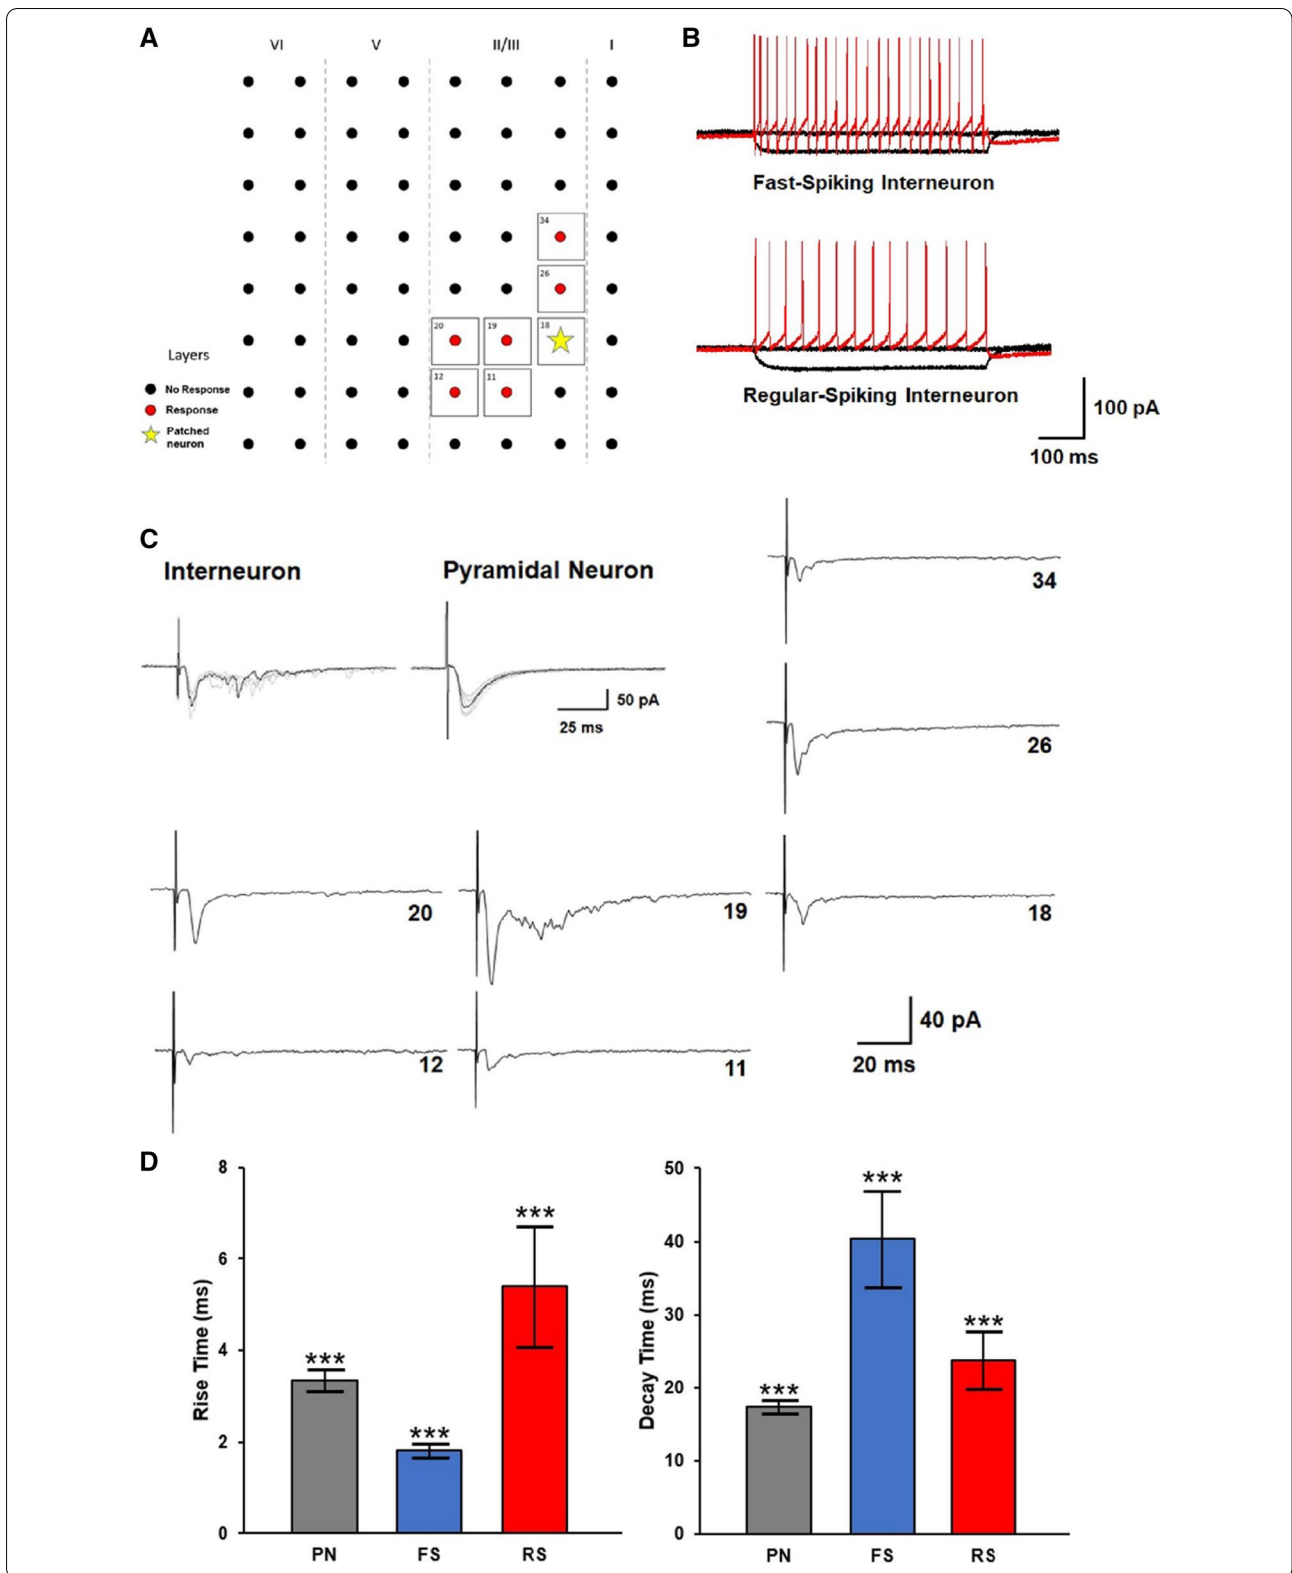 A
VI V II/III I
34
26
20 19 18
12 11
Layers
No Response
Response
Patched
neuron
B
Fast-Spiking Interneuron
Regular-Spiking Interneuron
100 pA
100 ms
C
Interneuron
Pyramidal Neuron
50 pA
25 ms
34
26
20
19
18
12
11
40 pA
20 ms
D
Rise Time (ms)
8
6
4
2
0
***
***
***
PN FS RS
Decay Time (ms)
50
40
30
20
10
0
***
***
***
PN FS RS